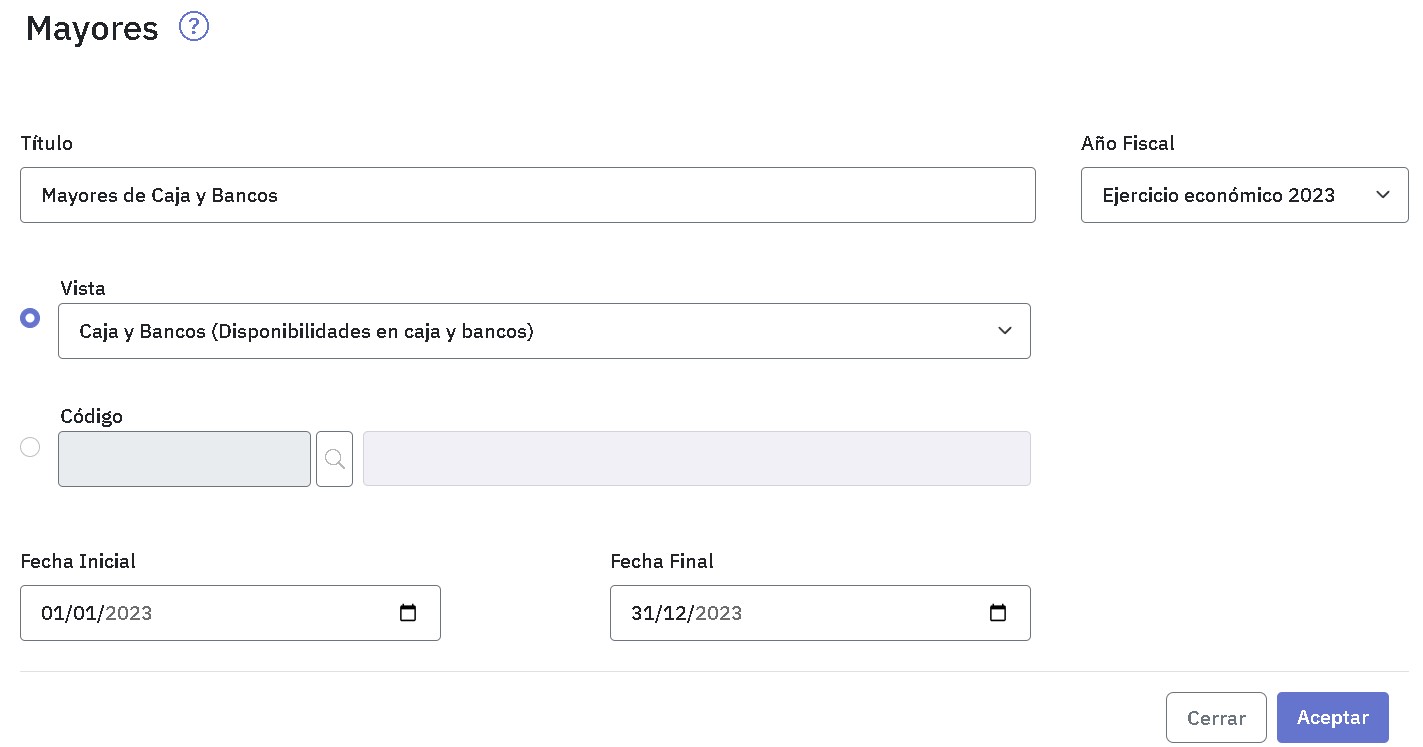 Mayores ?
Título
Año Fiscal
Mayores de Caja y Bancos
Ejercicio económico 2023
Vista
Caja y Bancos (Disponibilidades en caja y bancos)
Código
Fecha Inicial
Fecha Final
01/01/2023
31/12/2023
Cerrar
Aceptar